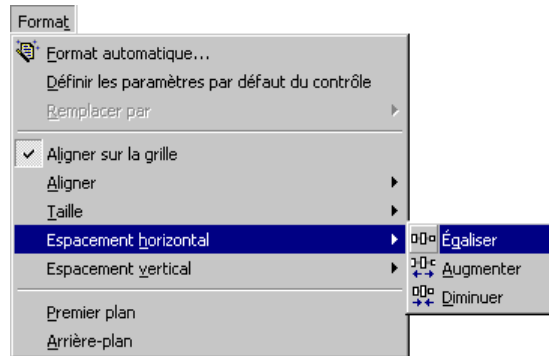 Format
Format automatique...
Définir les paramètres par défaut du contrôle
Remplacer par
Aligner sur la grille
Aligner
Taille
Espacement horizontal
Égaliser
Espacement vertical
Augmenter
Diminuer
Premier plan
Arrière-plan